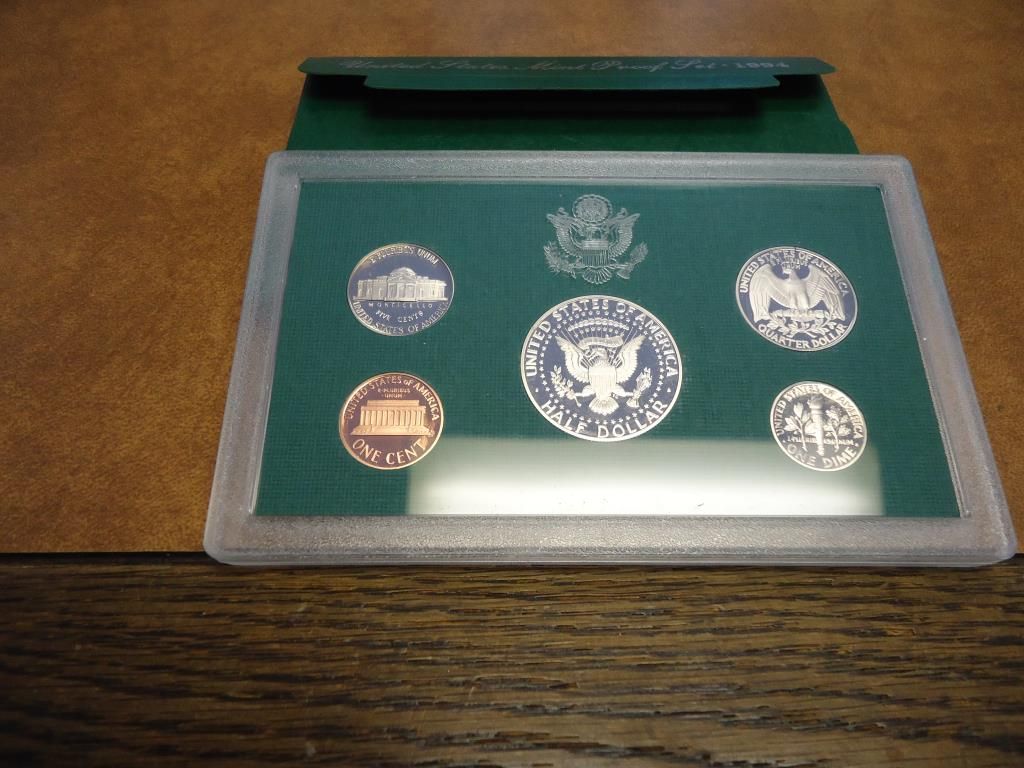 United States Mint Proof Set · 1994
E PLURIBUS UNUM
MONTICELLO
FIVE CENTS
UNITED STATES OF AMERICA
UNITED STATES OF AMERICA
HALF DOLLAR
UNITED STATES OF AMERICA
QUARTER DOLLAR
UNITED STATES OF AMERICA
E·PLURIBUS
·UNUM·
ONE CENT
UNITED STATES OF AMERICA
ONE DIME